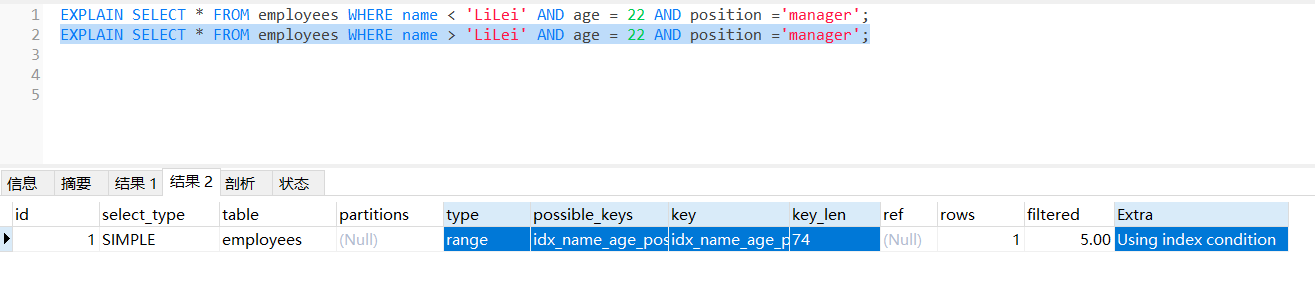 1 EXPLAIN SELECT * FROM employees WHERE name < 'LiLei' AND age = 22 AND position ='manager';
2 EXPLAIN SELECT * FROM employees WHERE name > 'LiLei' AND age = 22 AND position ='manager';
3
4
5
信息 摘要 结果 1 结果 2 剖析 状态
id select_type table partitions type possible_keys key key_len ref rows filtered Extra
1 SIMPLE employees (Null) range idx_name_age_pos idx_name_age_p 74 (Null) 1 5.00 Using index condition